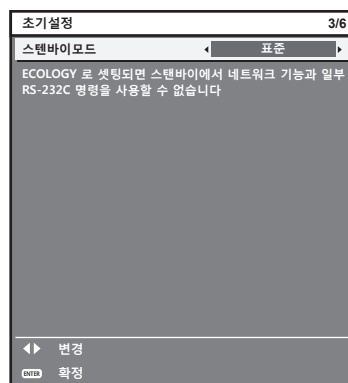 초기설정 3/6
스텐바이모드 표준
ECOLOGY 로 셋팅되면 스탠바이에서 네트워크 기능과 일부
RS-232C 명령을 사용할 수 없습니다
변경
ENTER 확정